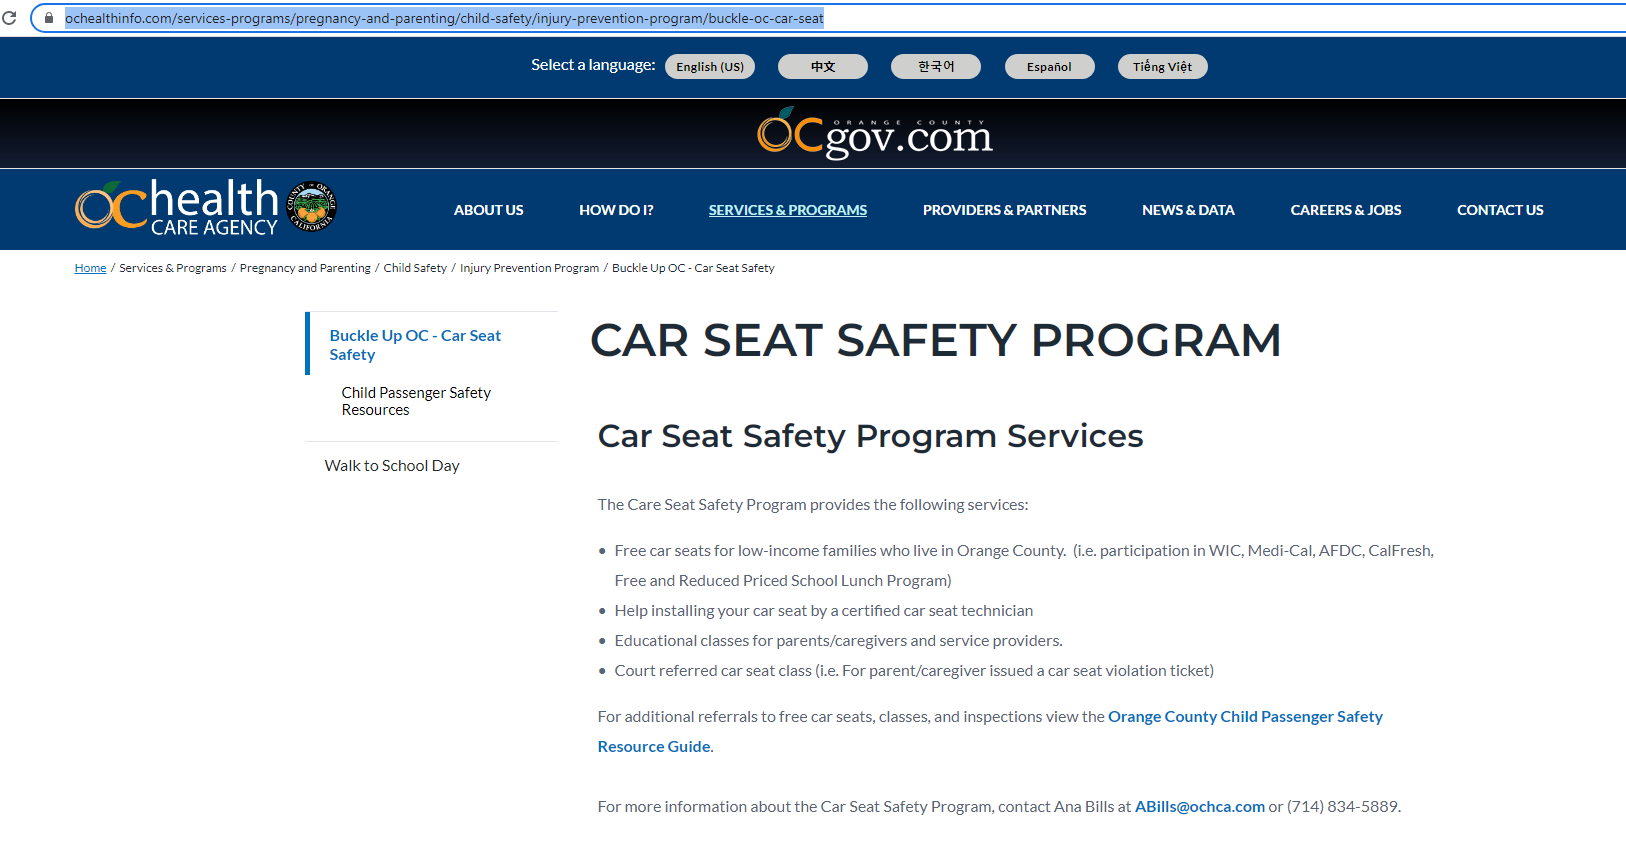 ochealthinfo.com/services-programs/pregnancy-and-parenting/child-safety/injury-prevention-program/buckle-oc-car-seat
Select a language: English (US) 中文 한국어 Español Tiếng Việt
ORANGE COUNTY
OCgov.com
OChealth
CARE AGENCY
COUNTY OF ORANGE
CALIFORNIA
ABOUT US HOW DO I? SERVICES & PROGRAMS PROVIDERS & PARTNERS NEWS & DATA CAREERS & JOBS CONTACT US
Home / Services & Programs / Pregnancy and Parenting / Child Safety / Injury Prevention Program / Buckle Up OC - Car Seat Safety
Buckle Up OC - Car Seat
Safety
Child Passenger Safety
Resources
Walk to School Day
CAR SEAT SAFETY PROGRAM
Car Seat Safety Program Services
The Care Seat Safety Program provides the following services:
• Free car seats for low-income families who live in Orange County. (i.e. participation in WIC, Medi-Cal, AFDC, CalFresh,
Free and Reduced Priced School Lunch Program)
• Help installing your car seat by a certified car seat technician
• Educational classes for parents/caregivers and service providers.
• Court referred car seat class (i.e. For parent/caregiver issued a car seat violation ticket)
For additional referrals to free car seats, classes, and inspections view the Orange County Child Passenger Safety
Resource Guide.
For more information about the Car Seat Safety Program, contact Ana Bills at ABills@ochca.com or (714) 834-5889.